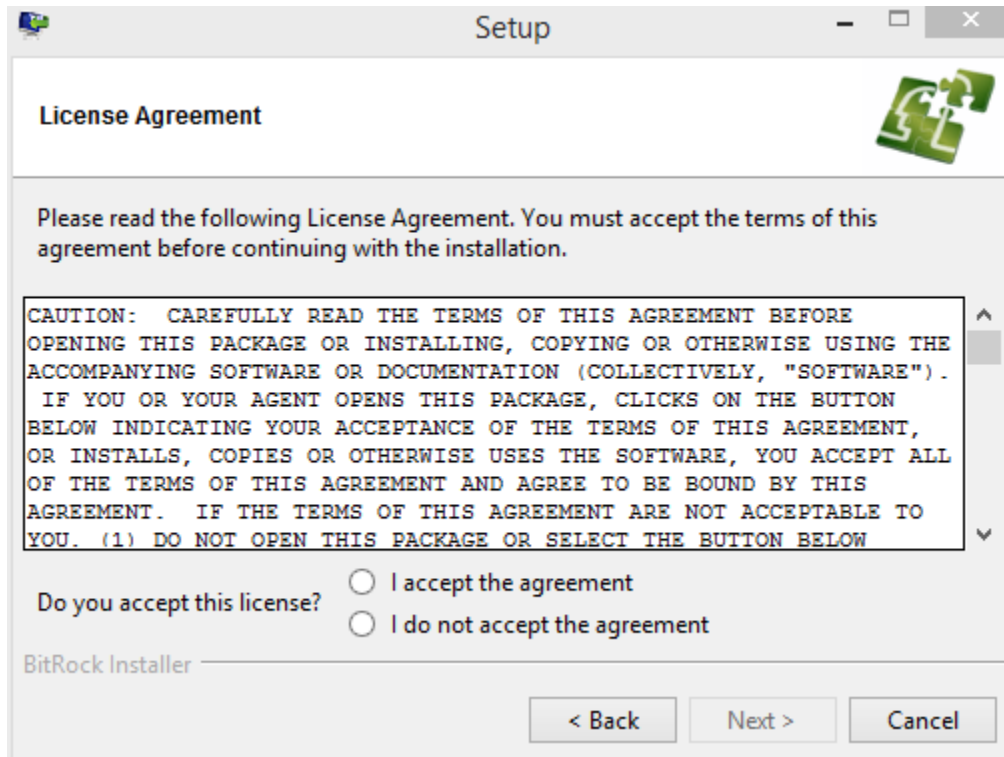 Setup
License Agreement
Please read the following License Agreement. You must accept the terms of this
agreement before continuing with the installation.
CAUTION:  CAREFULLY READ THE TERMS OF THIS AGREEMENT BEFORE
OPENING THIS PACKAGE OR INSTALLING, COPYING OR OTHERWISE USING THE
ACCOMPANYING SOFTWARE OR DOCUMENTATION (COLLECTIVELY, "SOFTWARE").
IF YOU OR YOUR AGENT OPENS THIS PACKAGE, CLICKS ON THE BUTTON
BELOW INDICATING YOUR ACCEPTANCE OF THE TERMS OF THIS AGREEMENT,
OR INSTALLS, COPIES OR OTHERWISE USES THE SOFTWARE, YOU ACCEPT ALL
OF THE TERMS OF THIS AGREEMENT AND AGREE TO BE BOUND BY THIS
AGREEMENT.  IF THE TERMS OF THIS AGREEMENT ARE NOT ACCEPTABLE TO
YOU. (1) DO NOT OPEN THIS PACKAGE OR SELECT THE BUTTON BELOW
Do you accept this license?
I accept the agreement
I do not accept the agreement
BitRock Installer
< Back
Next >
Cancel